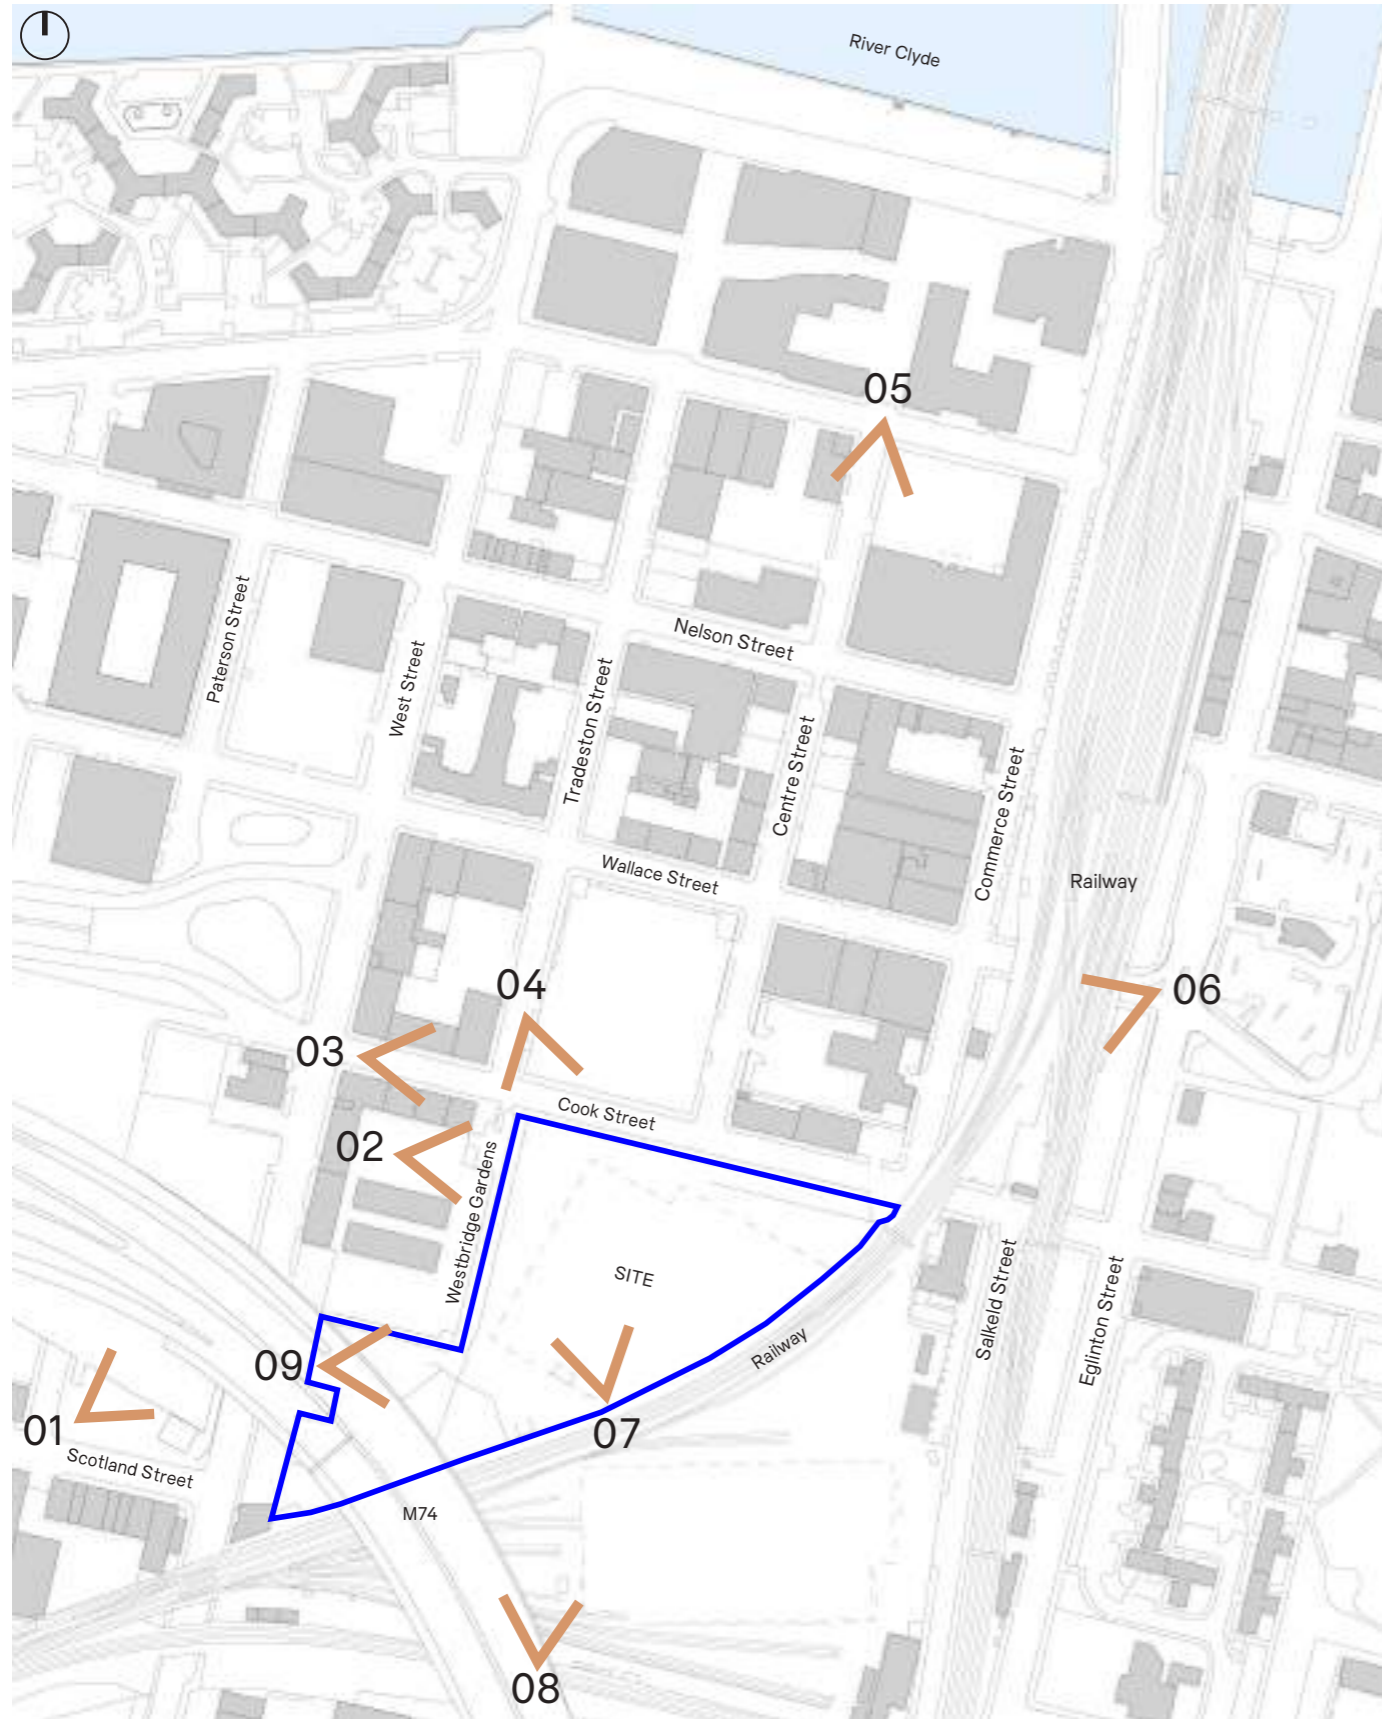 River Clyde
05
Paterson Street
West Street
Nelson Street
Tradeston Street
Centre Street
Commerce Street
Wallace Street
Railway
04
06
03
Cook Street
02
Westbridge Gardens
SITE
Salkeld Street
Eglinton Street
Railway
09
01
07
Scotland Street
M74
08